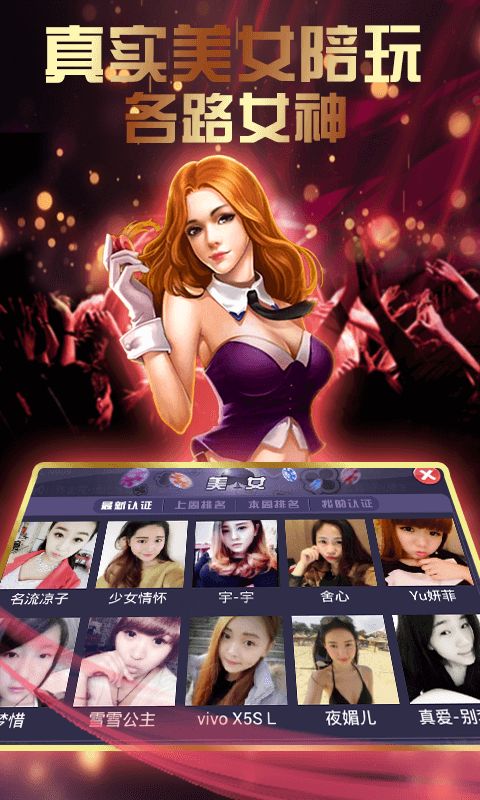 真实美女陪玩
各路女神
美女
最新认证 上周排名 本周排名 我的认证
名流凉子 少女情怀 宇-宇 舍心 Yu妍菲
梦惜 雪雪公主 vivo X5S L 夜媚儿 真爱-别